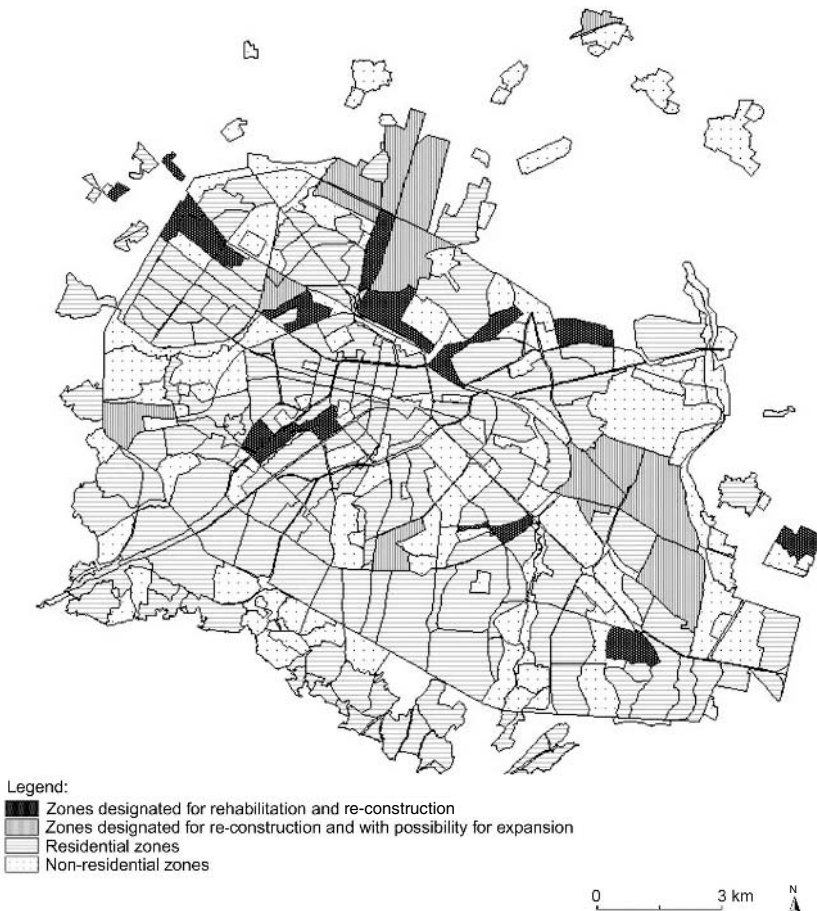 Legend:
Zones designated for rehabilitation and re-construction
Zones designated for re-construction and with possibility for expansion
Residential zones
Non-residential zones
0 3 km
N